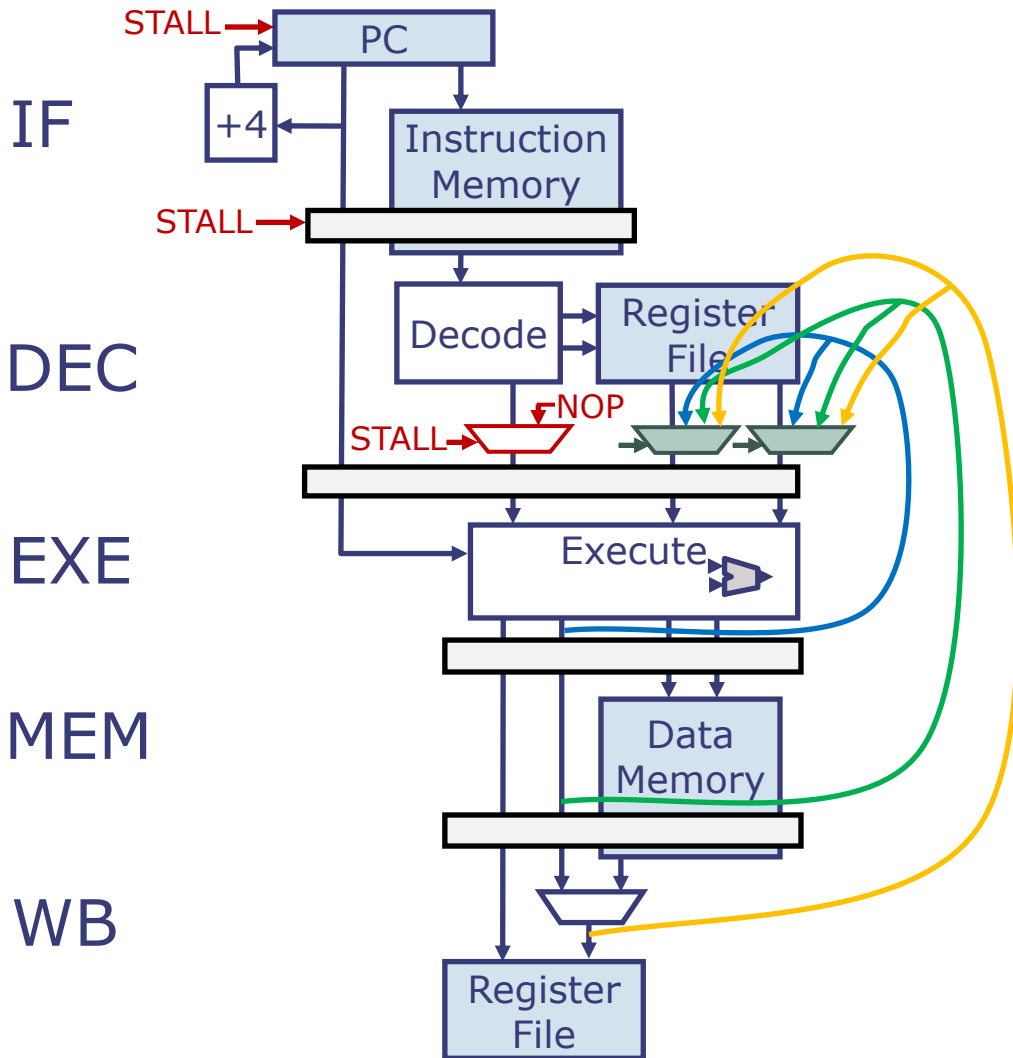 STALL
PC
IF
+4
Instruction
Memory
STALL
DEC
Decode
Register
File
NOP
STALL
EXE
Execute
MEM
Data
Memory
WB
Register
File